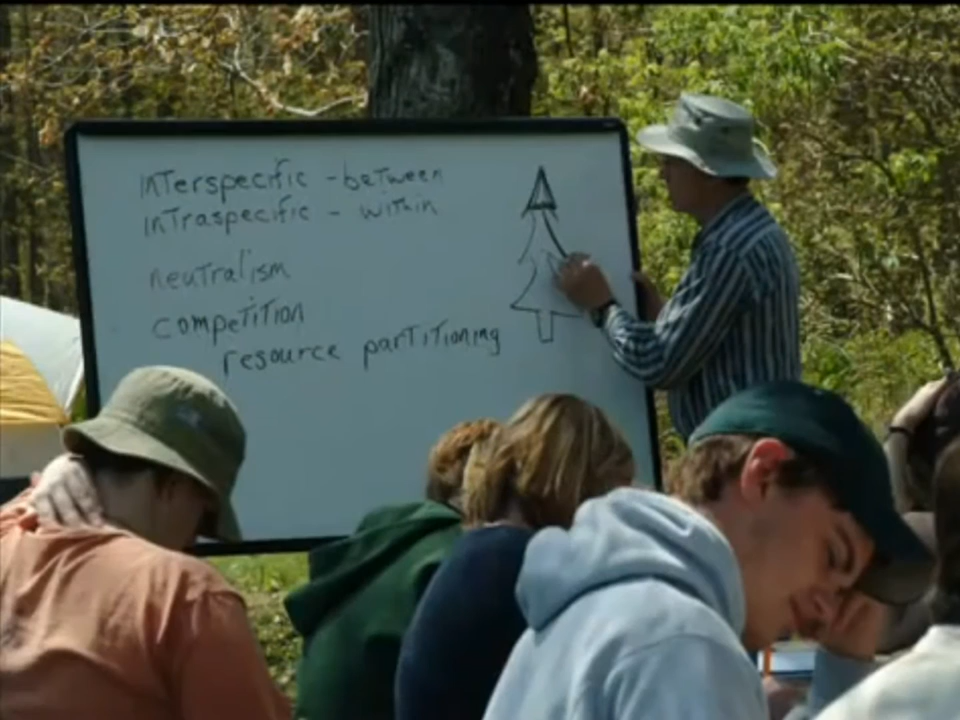 interspecific - between
intraspecific - within
neutralism
competition
resource partitioning